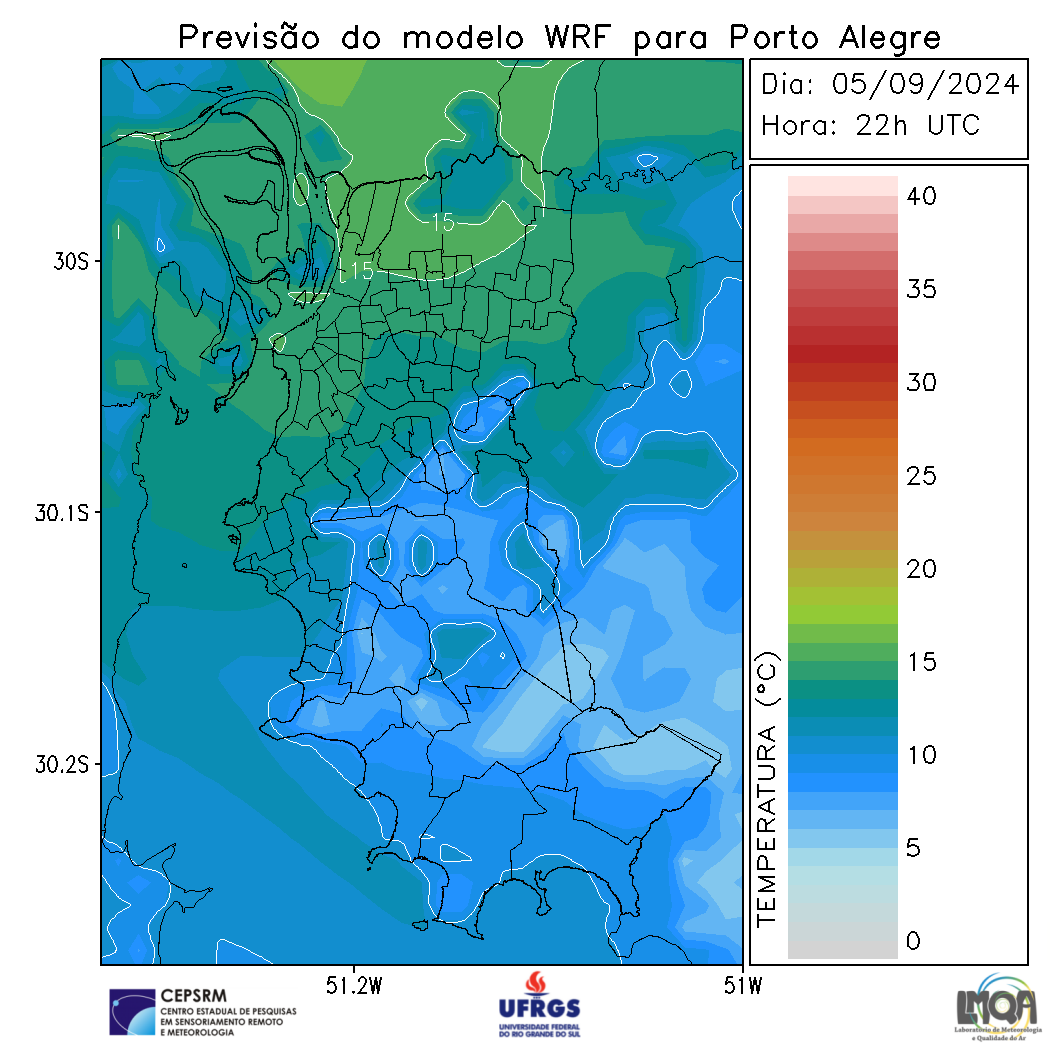 Previsão do modelo WRF para Porto Alegre
Dia: 05/09/2024
Hora: 22h UTC
40
35
30
25
20
15
10
5
0
TEMPERATURA (°C)
30S
30.1S
30.2S
15
15
51.2W
51W
CEPSRM
CENTRO ESTADUAL DE PESQUISAS
EM SENSORIAMENTO REMOTO
E METEOROLOGIA
UFRGS
UNIVERSIDADE FEDERAL
DO RIO GRANDE DO SUL
LMQA
Laboratório de Meteorologia
e Qualidade do Ar